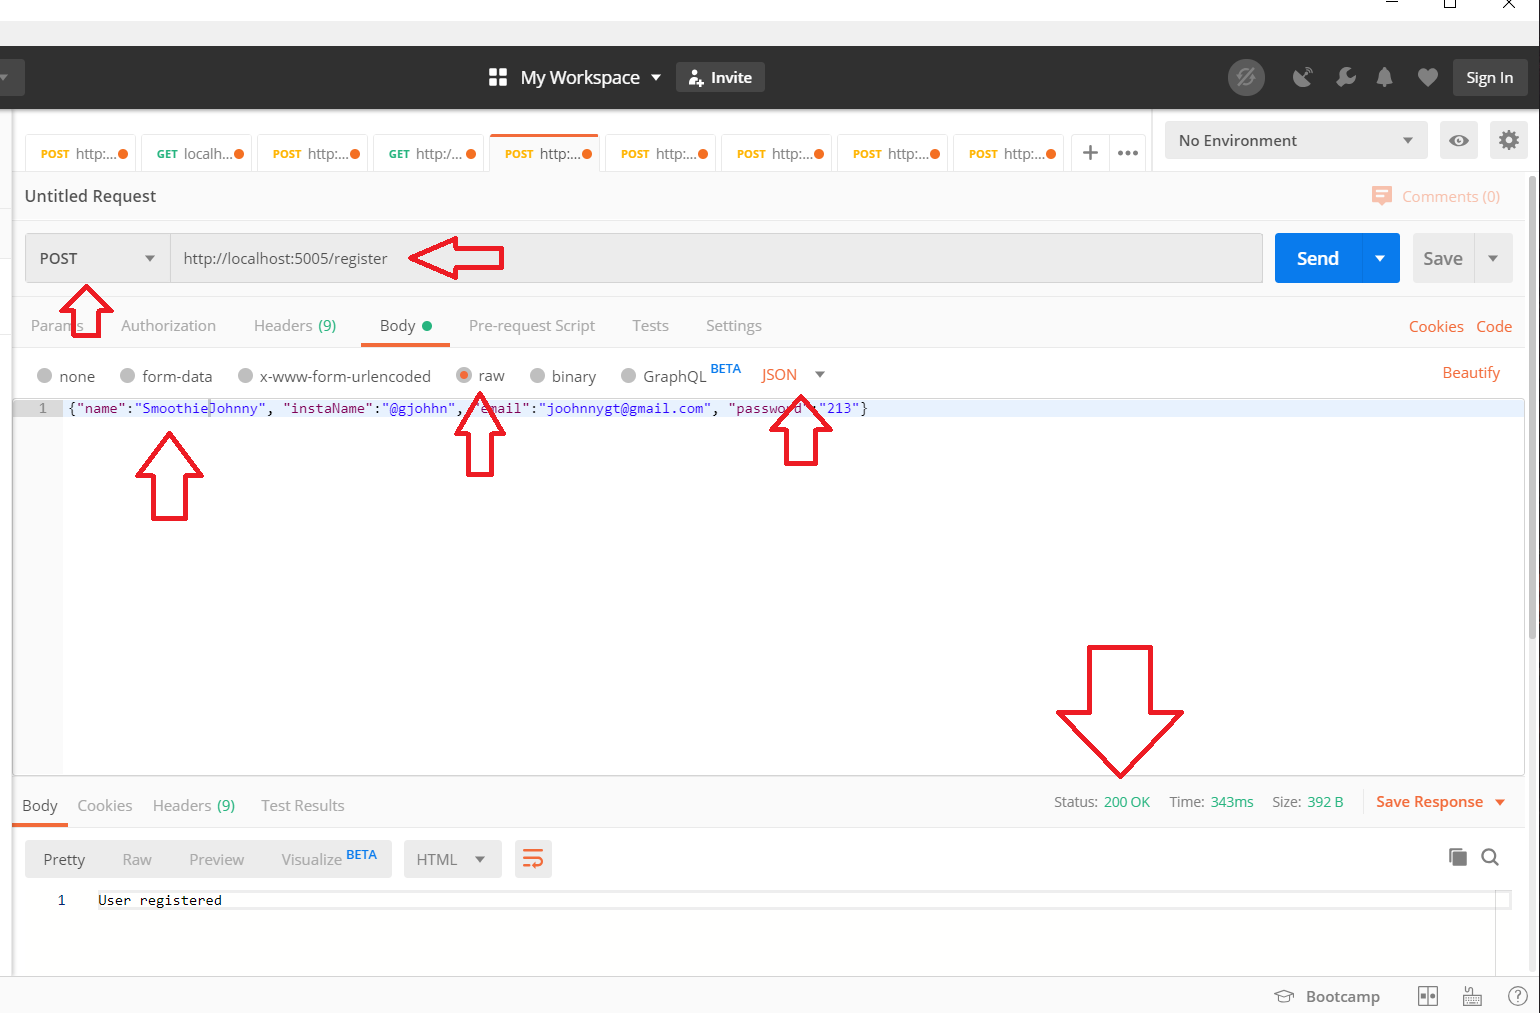 My Workspace Invite Sign In
POST http:... GET localh... POST http:... GET http:/... POST http:... POST http:... POST http:... POST http:... POST http:... + ••• No Environment
Untitled Request Comments (0)
POST http://localhost:5005/register Send Save
Params Authorization Headers (9) Body Pre-request Script Tests Settings Cookies Code
none form-data x-www-form-urlencoded raw binary GraphQL BETA JSON Beautify
1 {"name":"SmoothieJohnny", "instaName":"@gjohhn", "email":"joohnnygt@gmail.com", "password":"213"}
Body Cookies Headers (9) Test Results Status: 200 OK Time: 343ms Size: 392 B Save Response
Pretty Raw Preview Visualize BETA HTML
1 User registered
Bootcamp